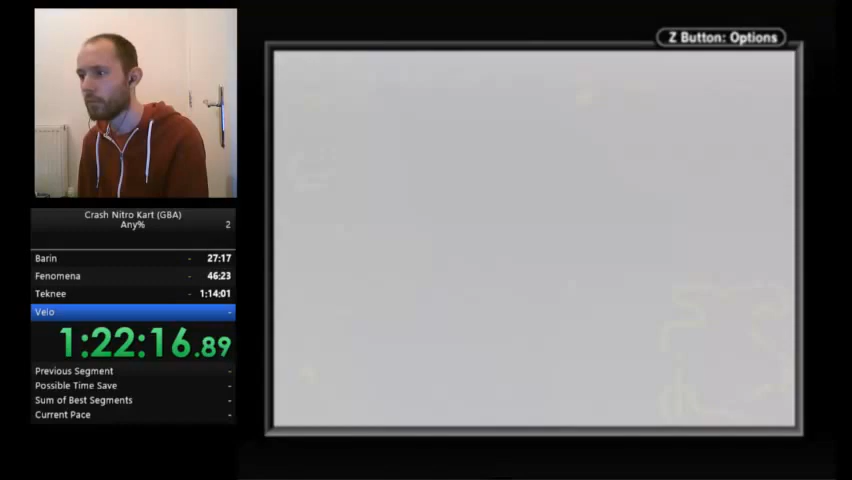 Z Button: Options
Crash Nitro Kart (GBA)
Any% 2
Barin - 27:17
Fenomena - 46:23
Teknee - 1:14:01
Velo -
1:22:16.89
Previous Segment -
Possible Time Save -
Sum of Best Segments -
Current Pace -